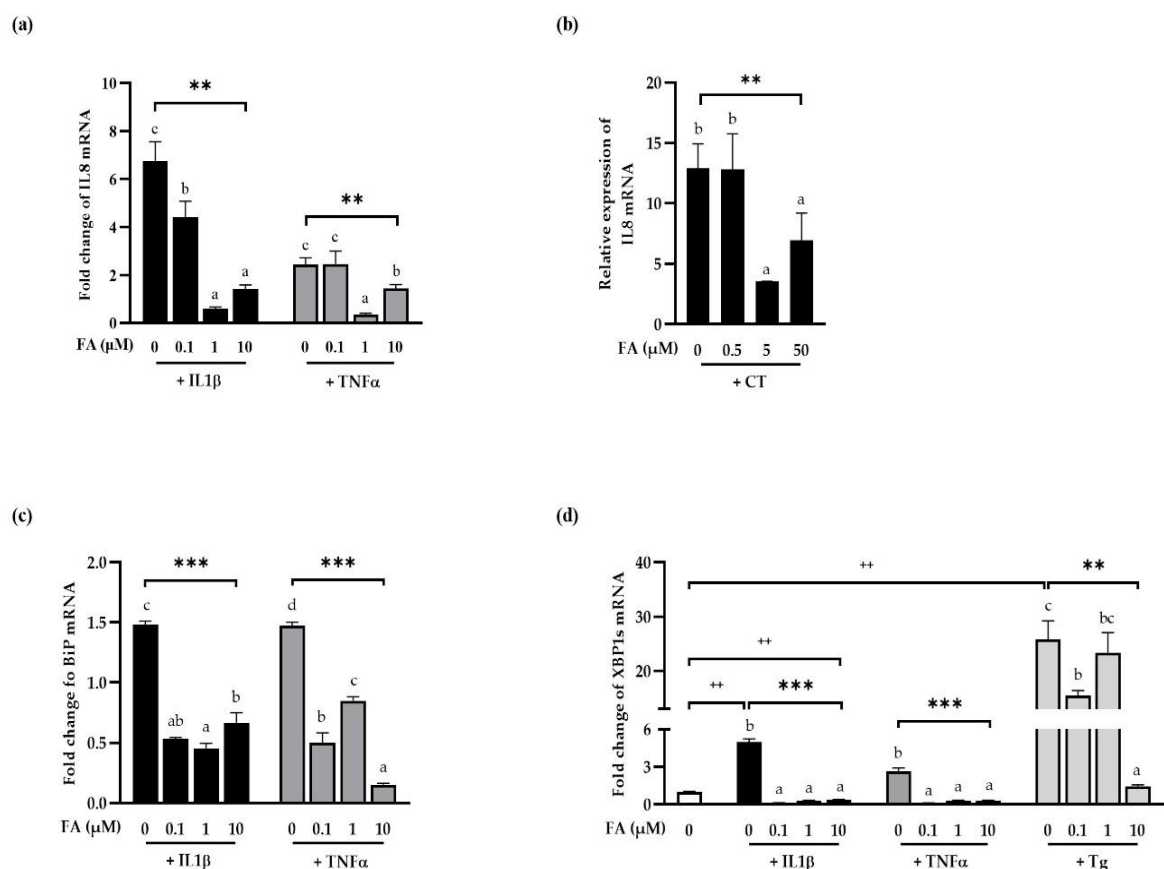 (a)
Fold change of IL8 mRNA
10
8
6
4
2
0
**
c
b
a
a
**
c
c
a
b
FA (μM) 0 0.1 1 10 0 0.1 1 10
+ IL1β + TNFα
(b)
Relative expression of
IL8 mRNA
20
15
10
5
0
**
b
b
a
a
FA (μM) 0 0.5 5 50
+ CT
(c)
Fold change fo BiP mRNA
2.0
1.5
1.0
0.5
0.0
***
c
ab
a
b
***
d
b
c
a
FA (μM) 0 0.1 1 10 0 0.1 1 10
+ IL1β + TNFα
(d)
Fold change of XBP1s mRNA
40
30
20
6
3
0
++
**
++
++
***
***
b
a
a
a
b
a
a
a
c
b
bc
a
FA (μM) 0 0 0.1 1 10 0 0.1 1 10 0 0.1 1 10
+ IL1β + TNFα + Tg